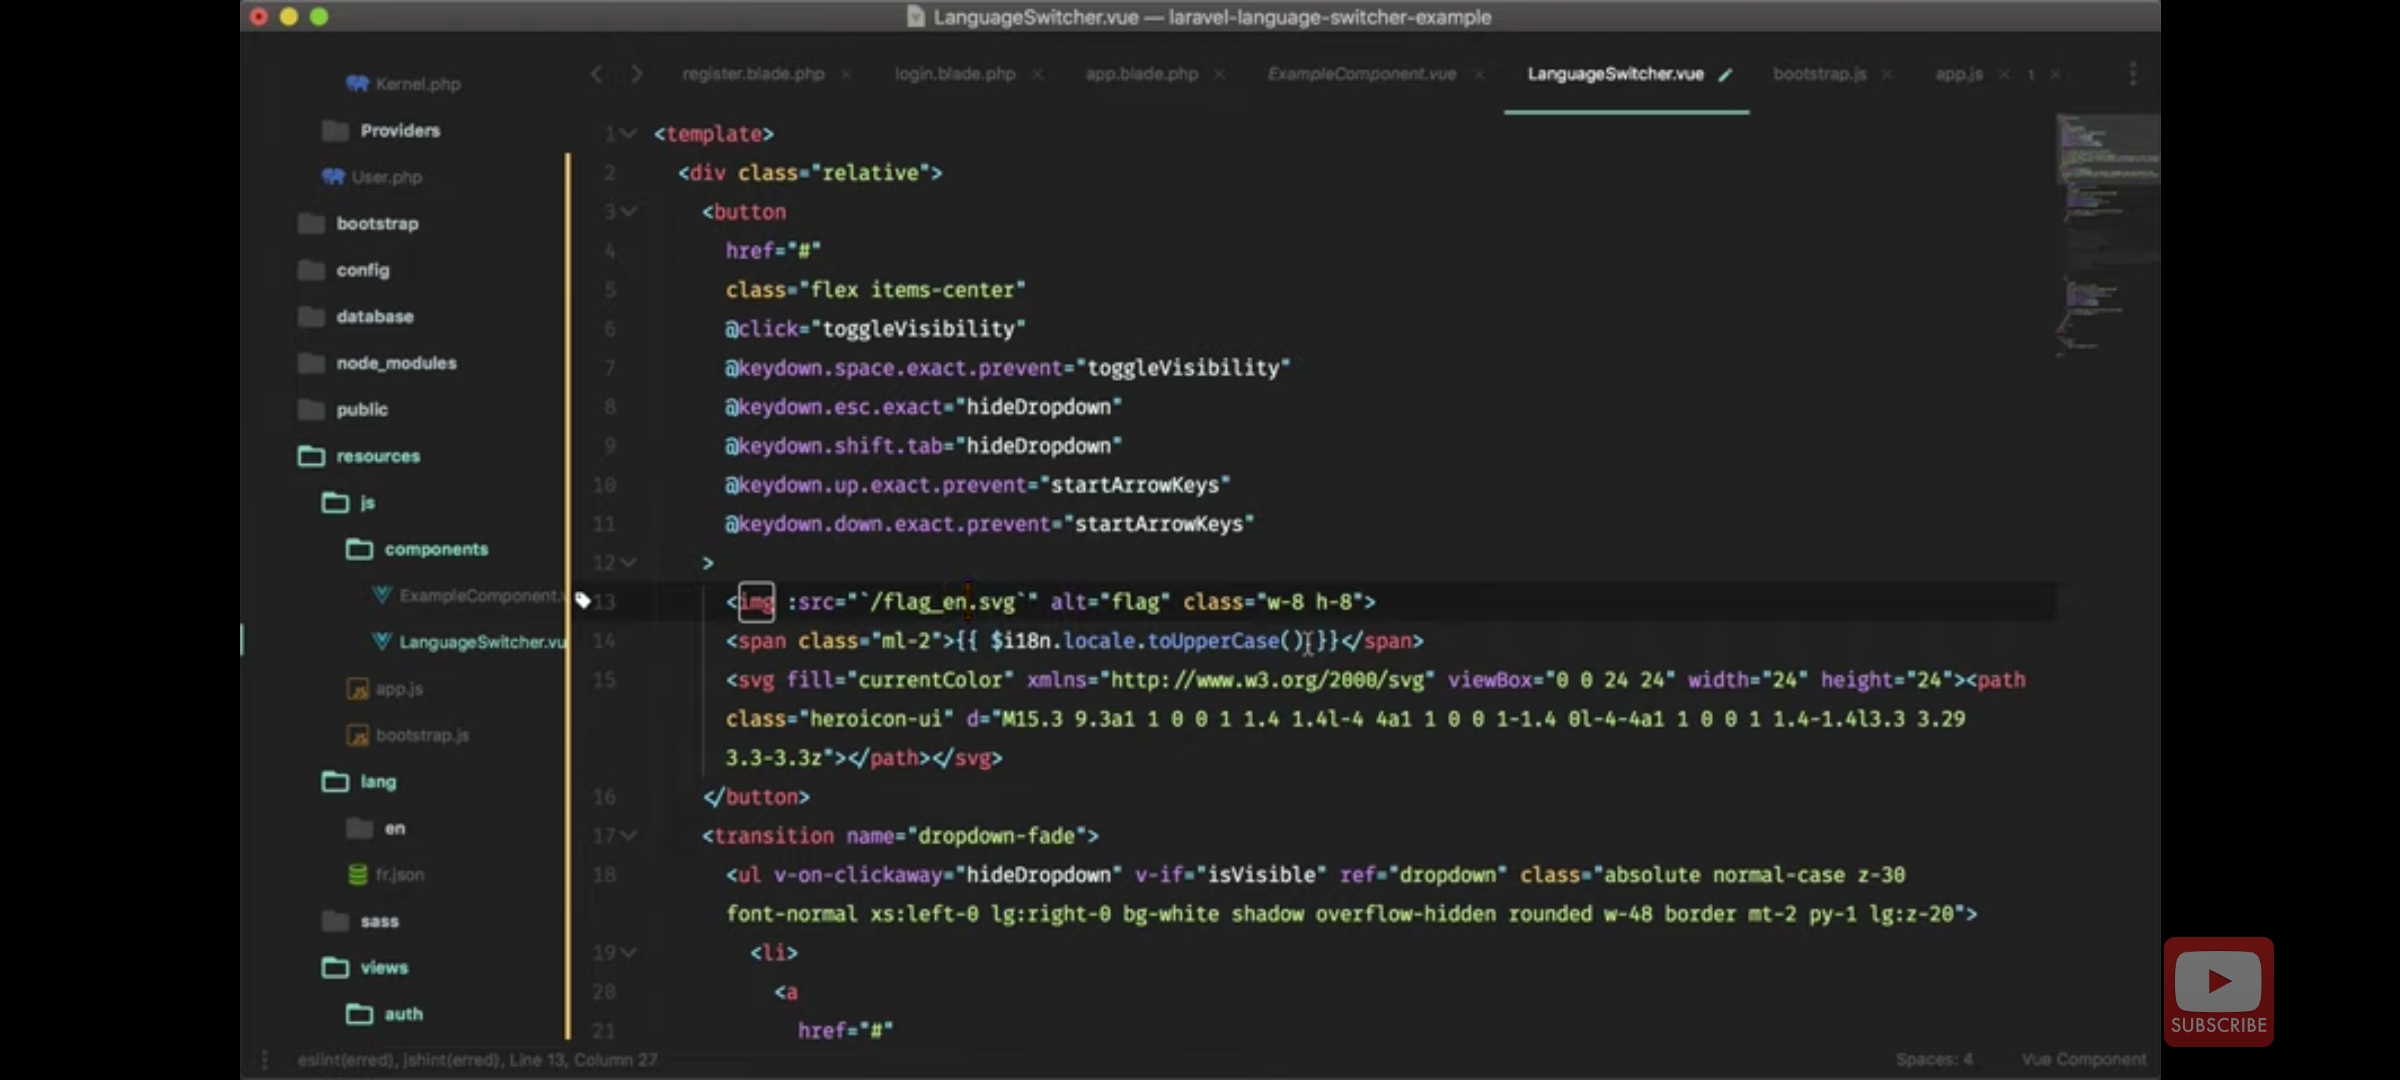 LanguageSwitcher.vue — laravel-language-switcher-example
register.blade.php
login.blade.php
app.blade.php
ExampleComponent.vue
LanguageSwitcher.vue
bootstrap.js
app.js
1
Kernel.php
Providers
User.php
bootstrap
config
database
node_modules
public
resources
js
components
ExampleComponent.v
LanguageSwitcher.vu
app.js
bootstrap.js
lang
en
fr.json
sass
views
auth
1 <template>
2 <div class="relative">
3 <button
4 href="#"
5 class="flex items-center"
6 @click="toggleVisibility"
7 @keydown.space.exact.prevent="toggleVisibility"
8 @keydown.esc.exact="hideDropdown"
9 @keydown.shift.tab="hideDropdown"
10 @keydown.up.exact.prevent="startArrowKeys"
11 @keydown.down.exact.prevent="startArrowKeys"
12 >
13 <img :src="`/flag_en.svg`" alt="flag" class="w-8 h-8">
14 <span class="ml-2">{{ $i18n.locale.toUpperCase() }}</span>
15 <svg fill="currentColor" xmlns="http://www.w3.org/2000/svg" viewBox="0 0 24 24" width="24" height="24"><path
class="heroicon-ui" d="M15.3 9.3a1 1 0 0 1 1.4 1.4l-4 4a1 1 0 0 1-1.4 0l-4-4a1 1 0 0 1 1.4-1.4l3.3 3.29
3.3-3.3z"></path></svg>
16 </button>
17 <transition name="dropdown-fade">
18 <ul v-on-clickaway="hideDropdown" v-if="isVisible" ref="dropdown" class="absolute normal-case z-30
font-normal xs:left-0 lg:right-0 bg-white shadow overflow-hidden rounded w-48 border mt-2 py-1 lg:z-20">
19 <li>
20 <a
21 href="#"
eslint(erred), jshint(erred), Line 13, Column 27
Spaces: 4
Vue Component
SUBSCRIBE